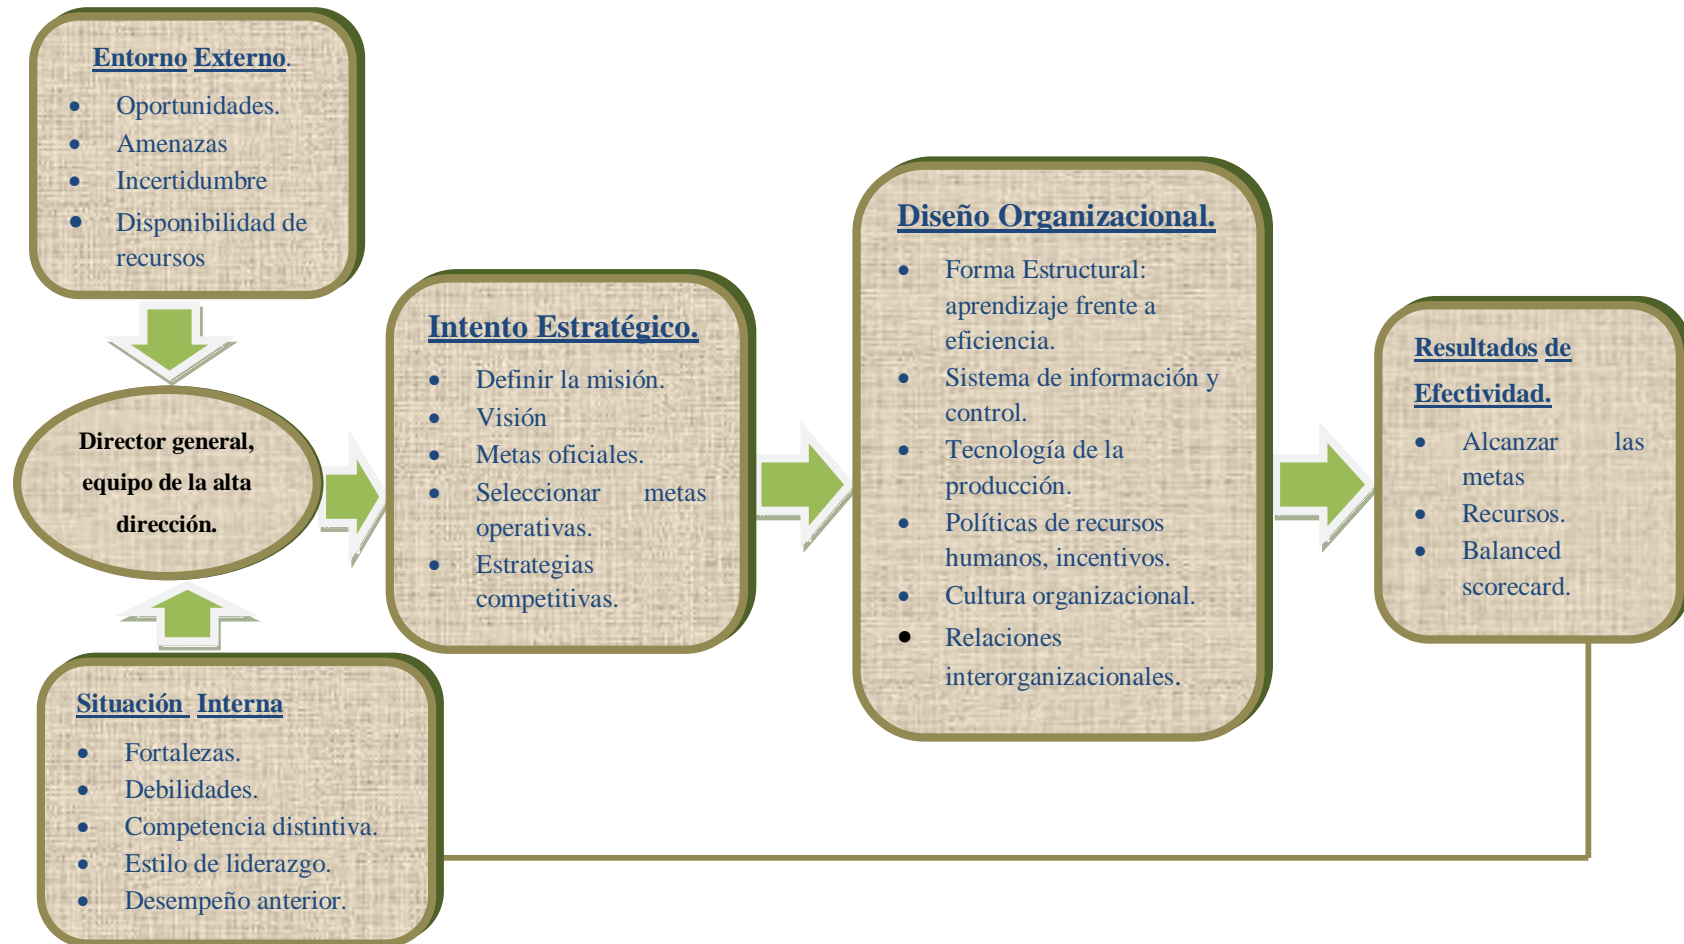 Entorno Externo.
• Oportunidades.
• Amenazas
• Incertidumbre
• Disponibilidad de
recursos
Director general,
equipo de la alta
dirección.
Situación Interna
• Fortalezas.
• Debilidades.
• Competencia distintiva.
• Estilo de liderazgo.
• Desempeño anterior.
Intento Estratégico.
• Definir la misión.
• Visión
• Metas oficiales.
• Seleccionar metas
operativas.
• Estrategias
competitivas.
Diseño Organizacional.
• Forma Estructural:
aprendizaje frente a
eficiencia.
• Sistema de información y
control.
• Tecnología de la
producción.
• Políticas de recursos
humanos, incentivos.
• Cultura organizacional.
• Relaciones
interorganizacionales.
Resultados de
Efectividad.
• Alcanzar las
metas
• Recursos.
• Balanced
scorecard.